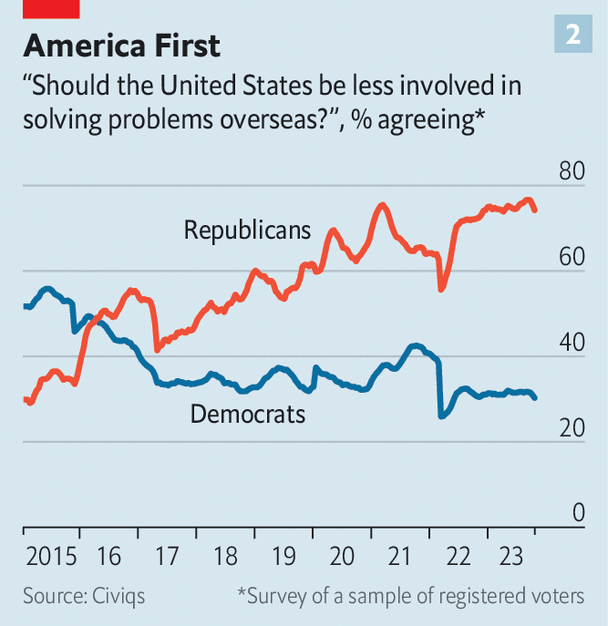 America First
2
“Should the United States be less involved in
solving problems overseas?”, % agreeing*
80
Republicans
60
40
Democrats
20
0
2015 16 17 18 19 20 21 22 23
Source: Civiqs *Survey of a sample of registered voters